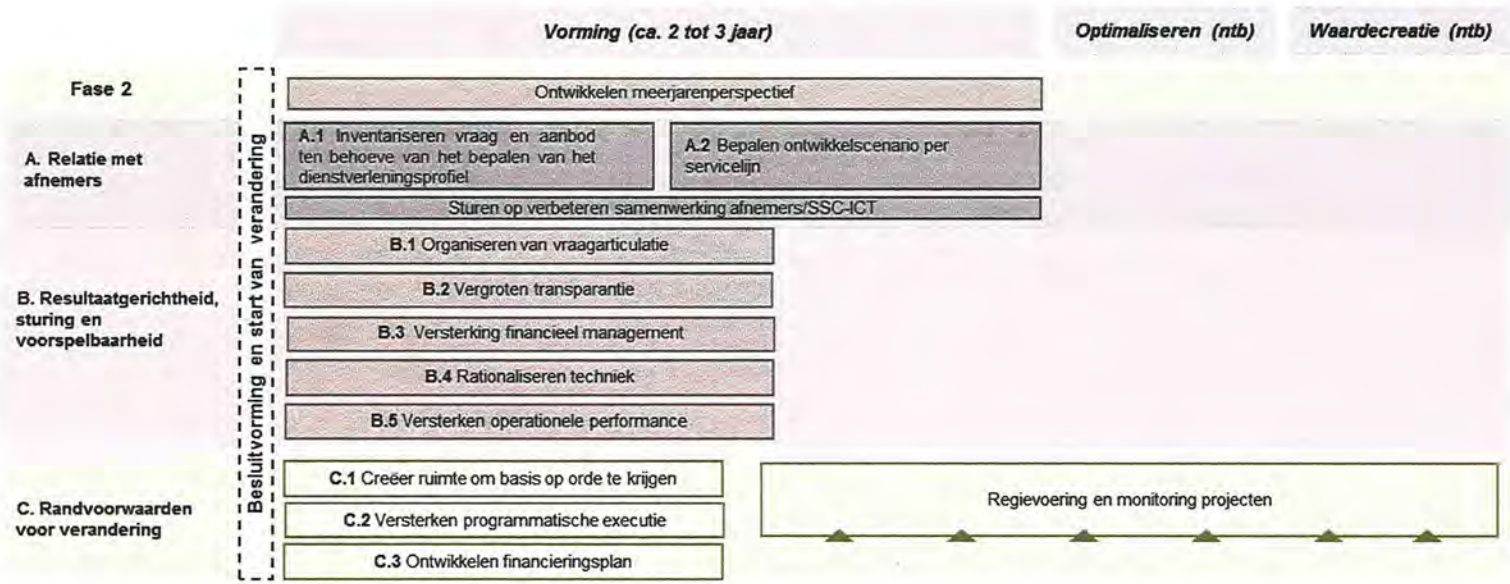 Vorming (ca. 2 tot 3 jaar)
Optimaliseren (ntb)
Waardecreatie (ntb)
Fase 2
Besluitvorming en start van verandering
Ontwikkelen meerjarenperspectief
A. Relatie met
afnemers
A.1 Inventariseren vraag en aanbod
ten behoeve van het bepalen van het
dienstverleningsprofiel
A.2 Bepalen ontwikkelscenario per
servicelijn
Sturen op verbeteren samenwerking afnemers/SSC-ICT
B. Resultaatgerichtheid,
sturing en
voorspelbaarheid
B.1 Organiseren van vraagarticulatie
B.2 Vergroten transparantie
B.3 Versterking financieel management
B.4 Rationaliseren techniek
B.5 Versterken operationele performance
C. Randvoorwaarden
voor verandering
C.1 Creëer ruimte om basis op orde te krijgen
C.2 Versterken programmatische executie
C.3 Ontwikkelen financieringsplan
Regievoering en monitoring projecten